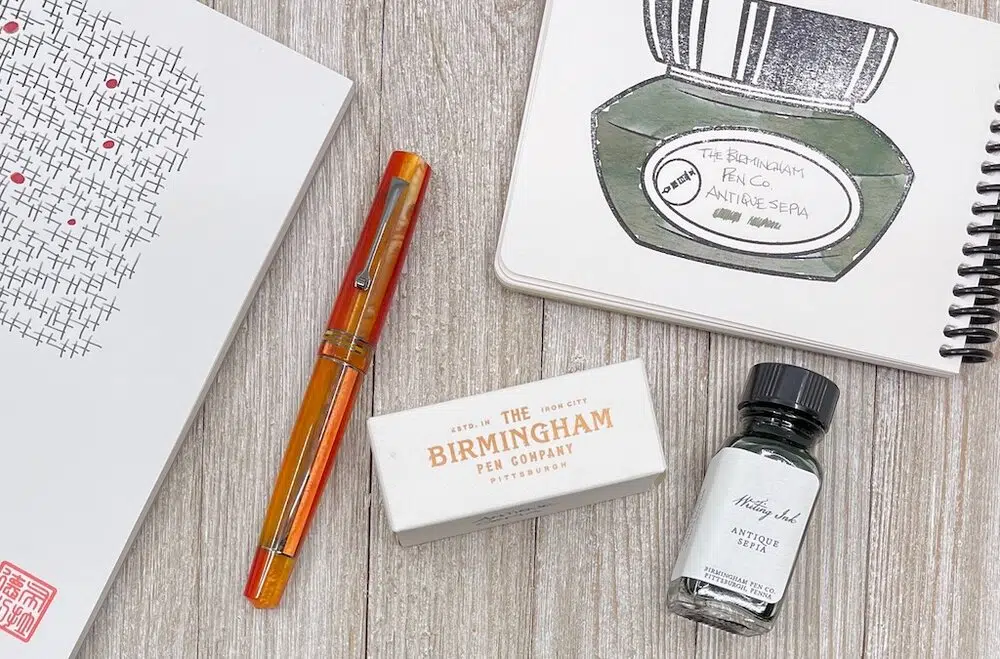 THE BIRMINGHAM
PEN CO.
ANTIQUE SEPIA
ESTD. IN THE IRON CITY
BIRMINGHAM
PEN COMPANY
PITTSBURGH
Writing Ink
ANTIQUE
SEPIA
BIRMINGHAM PEN CO.
PITTSBURGH, PENNA